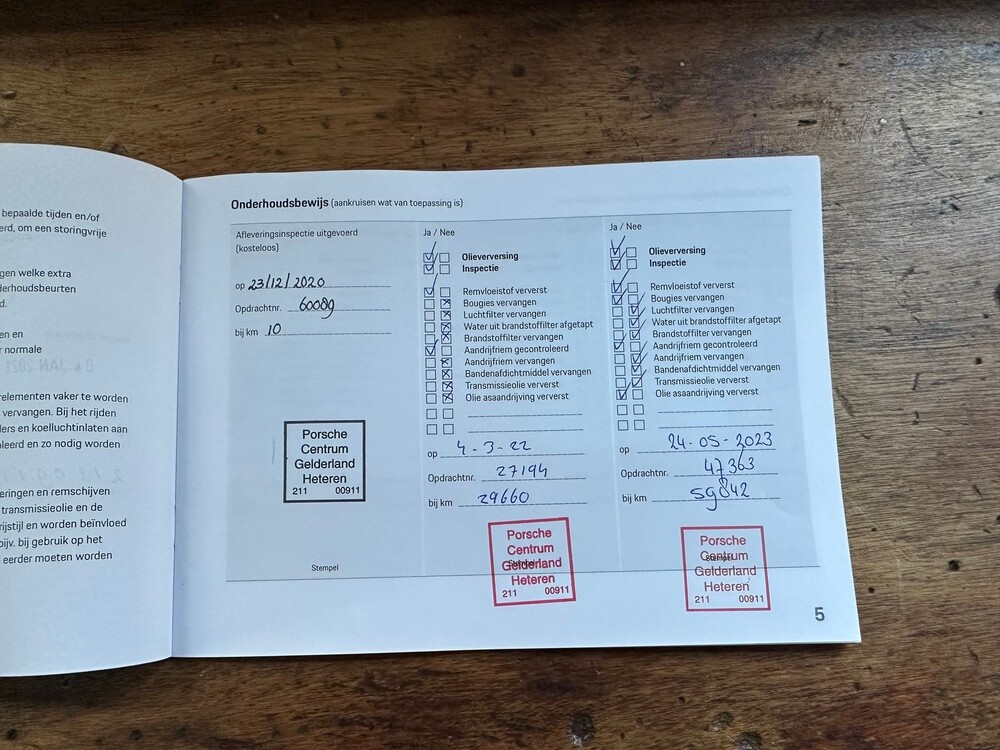 bepaalde tijden en/of
erd, om een storingvrije
gen welke extra
derhoudsbeurten
d.
en en
r normale
relementen vaker te worden
vervangen. Bij het rijden
ers en koelluchtinlaten aan
oleerd en zo nodig worden
eringen en remschijven
transmissieolie en de
rijstijl en worden beïnvloed
bijv. bij gebruik op het
eerder moeten worden
Onderhoudsbewijs (aankruisen wat van toepassing is)
Afleveringsinspectie uitgevoerd
(kosteloos)
op 23/12/2020
Opdrachtnr. 60089
bij km 10
Porsche
Centrum
Gelderland
Heteren
211 00911
Stempel
Ja / Nee
Olieverversing
Inspectie
Remvloeistof ververst
Bougies vervangen
Luchtfilter vervangen
Water uit brandstoffilter afgetapt
Brandstoffilter vervangen
Aandrijfriem gecontroleerd
Aandrijfriem vervangen
Bandenafdichtmiddel vervangen
Transmissieolie ververst
Olie asaandrijving ververst
op 4-3-22
Opdrachtnr. 27194
bij km 29660
Porsche
Centrum
Gelderland
Heteren
211 00911
Ja / Nee
Olieverversing
Inspectie
Remvloeistof ververst
Bougies vervangen
Luchtfilter vervangen
Water uit brandstoffilter afgetapt
Brandstoffilter vervangen
Aandrijfriem gecontroleerd
Aandrijfriem vervangen
Bandenafdichtmiddel vervangen
Transmissieolie ververst
Olie asaandrijving ververst
op 24-05-2023
Opdrachtnr. 47363
bij km 59842
Porsche
Centrum
Gelderland
Heteren
211 00911
5